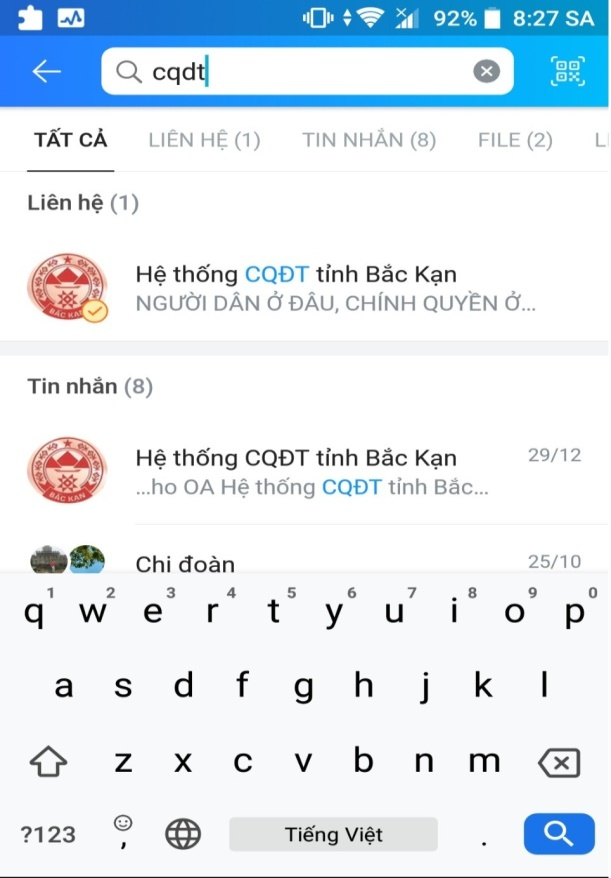 92% 8:27 SA
cqdt
TẤT CẢ LIÊN HỆ (1) TIN NHẮN (8) FILE (2) L
Liên hệ (1)
Hệ thống CQĐT tỉnh Bắc Kạn
NGƯỜI DÂN Ở ĐÂU, CHÍNH QUYỀN Ở...
BẮC KẠN
Tin nhắn (8)
Hệ thống CQĐT tỉnh Bắc Kạn 29/12
...ho OA Hệ thống CQĐT tỉnh Bắc...
BẮC KẠN
Chi đoàn 25/10
1 2 3 4 5 6 7 8 9 0
q w e r t y u i o p
a s d f g h j k l
z x c v b n m
?123 , Tiếng Việt .